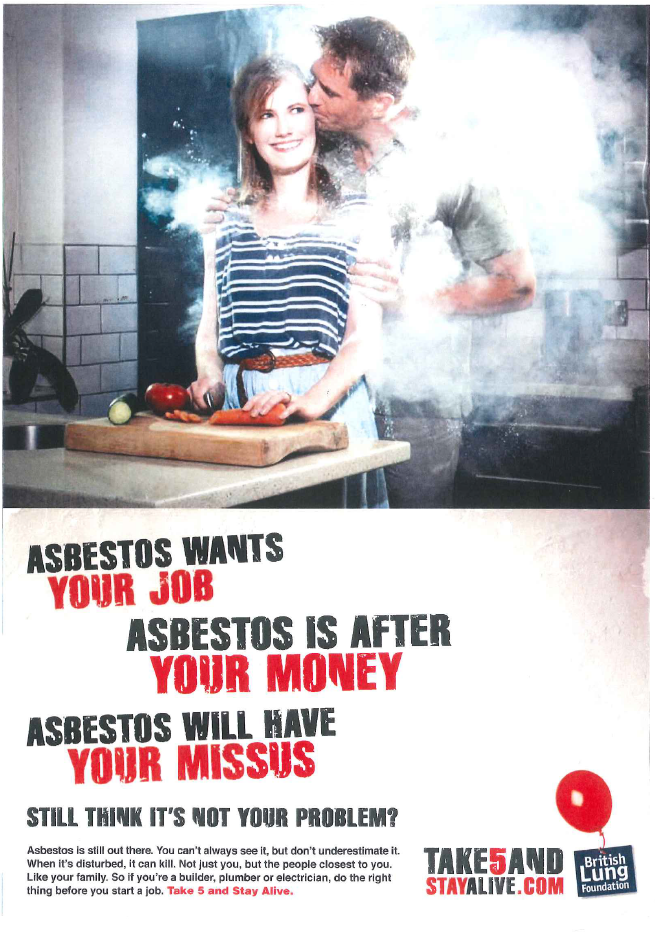 ASBESTOS WANTS
YOUR JOB
ASBESTOS IS AFTER
YOUR MONEY
ASBESTOS WILL HAVE
YOUR MISSUS
STILL THINK IT'S NOT YOUR PROBLEM?
Asbestos is still out there. You can't always see it, but don't underestimate it.
When it's disturbed, it can kill. Not just you, but the people closest to you.
Like your family. So if you're a builder, plumber or electrician, do the right
thing before you start a job. Take 5 and Stay Alive.
TAKE5AND
STAYALIVE.COM
British
Lung
Foundation